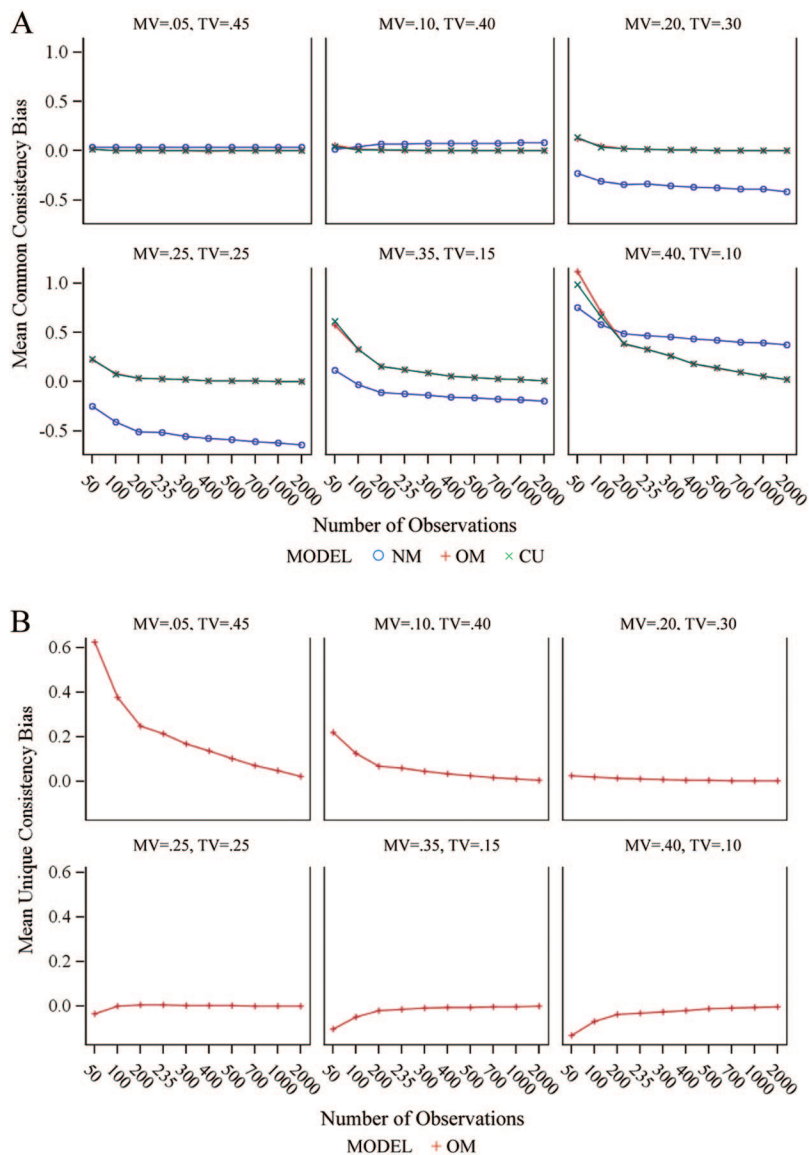 A
MV=.05, TV=.45 MV=.10, TV=.40 MV=.20, TV=.30
Mean Common Consistency Bias
1.0
0.5
0.0
-0.5
MV=.25, TV=.25 MV=.35, TV=.15 MV=.40, TV=.10
1.0
0.5
0.0
-0.5
50 100 200 235 300 400 500 700 1000 2000 50 100 200 235 300 400 500 700 1000 2000 50 100 200 235 300 400 500 700 1000 2000
Number of Observations
MODEL NM OM CU
B
MV=.05, TV=.45 MV=.10, TV=.40 MV=.20, TV=.30
Mean Unique Consistency Bias
0.6
0.4
0.2
0.0
MV=.25, TV=.25 MV=.35, TV=.15 MV=.40, TV=.10
0.6
0.4
0.2
0.0
50 100 200 235 300 400 500 700 1000 2000 50 100 200 235 300 400 500 700 1000 2000 50 100 200 235 300 400 500 700 1000 2000
Number of Observations
MODEL OM